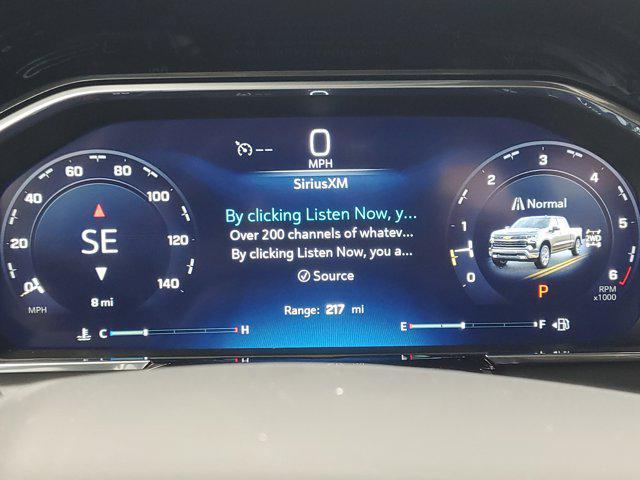 0
MPH
SiriusXM
By clicking Listen Now, y...
Over 200 channels of whatev...
By clicking Listen Now, you a...
Source
Range: 217 mi
0 20 40 60 80 100 120 140
MPH
SE
8 mi
C H
0 1 2 3 4 5 6
RPM
x1000
Normal
2WD
P
E F